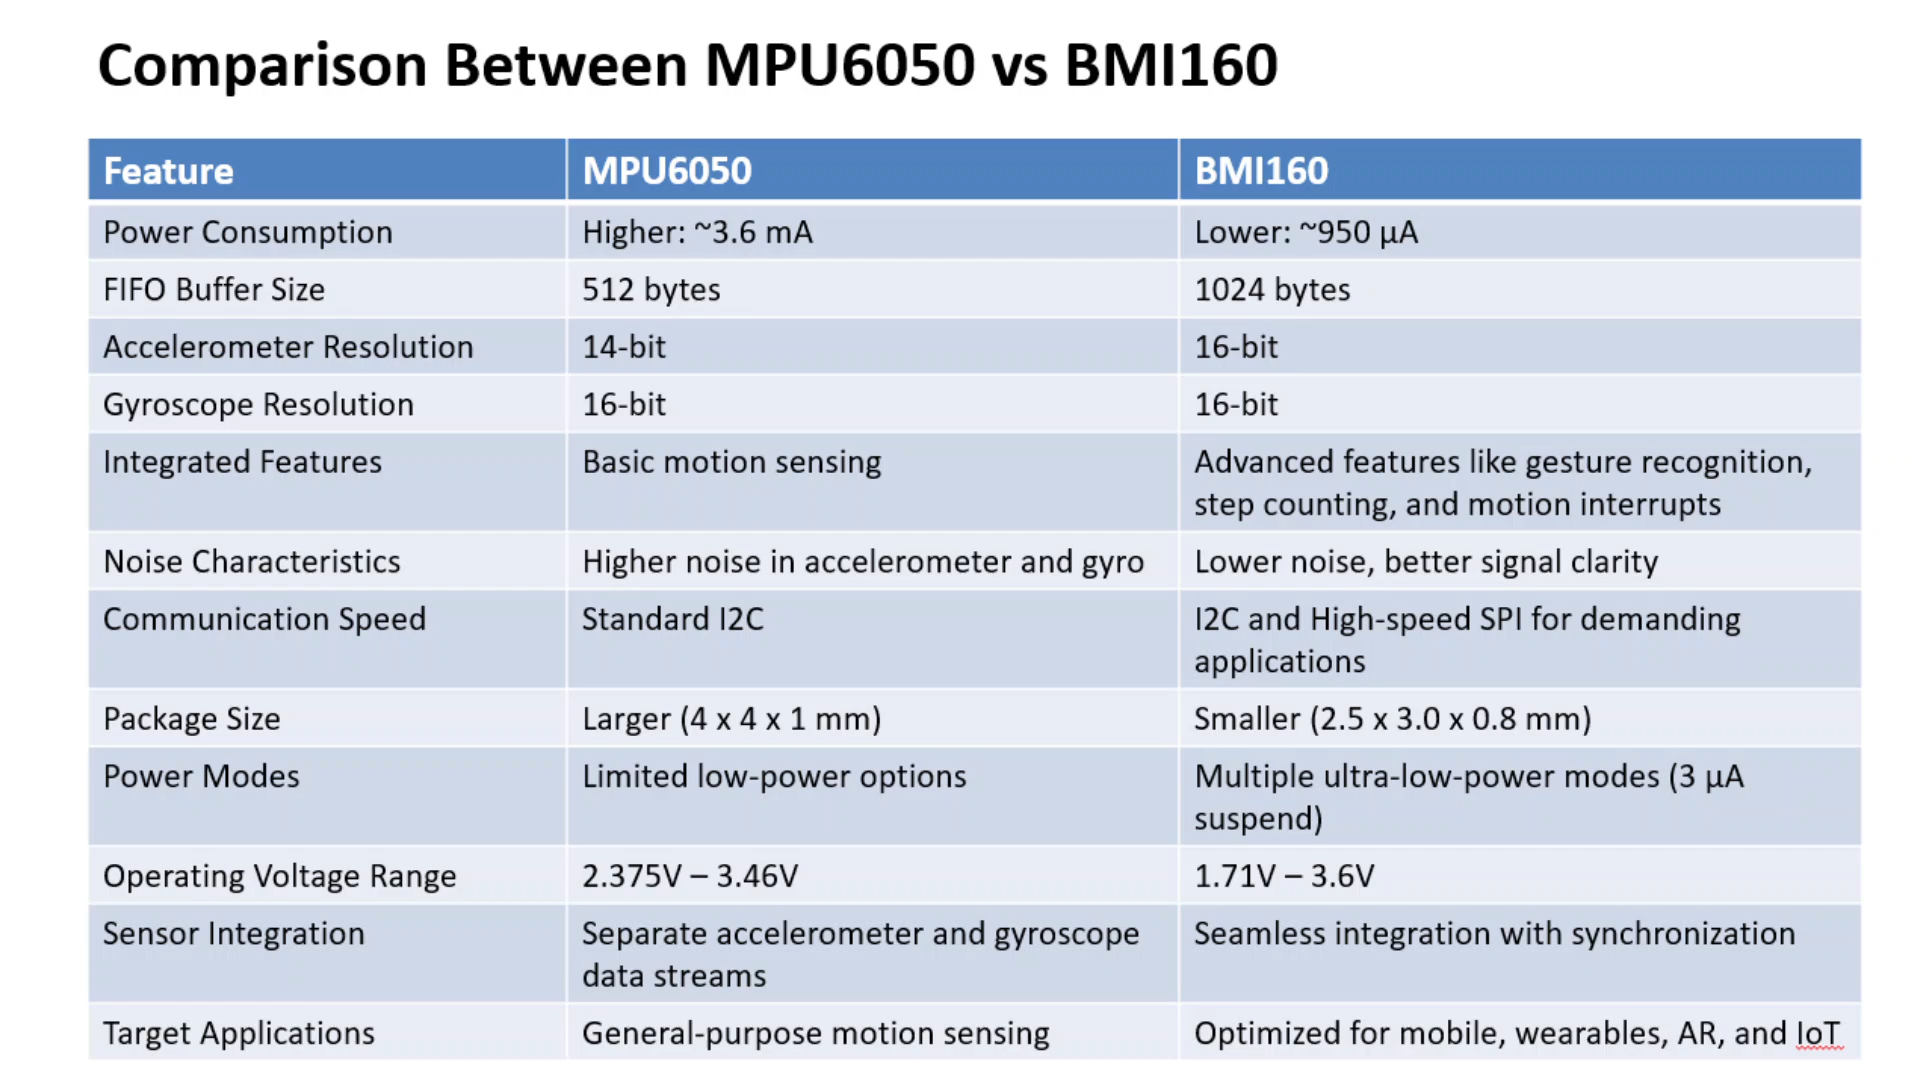 Comparison Between MPU6050 vs BMI160
Feature MPU6050 BMI160
Power Consumption Higher: ~3.6 mA Lower: ~950 µA
FIFO Buffer Size 512 bytes 1024 bytes
Accelerometer Resolution 14-bit 16-bit
Gyroscope Resolution 16-bit 16-bit
Integrated Features Basic motion sensing Advanced features like gesture recognition,
step counting, and motion interrupts
Noise Characteristics Higher noise in accelerometer and gyro Lower noise, better signal clarity
Communication Speed Standard I2C I2C and High-speed SPI for demanding
applications
Package Size Larger (4 x 4 x 1 mm) Smaller (2.5 x 3.0 x 0.8 mm)
Power Modes Limited low-power options Multiple ultra-low-power modes (3 µA
suspend)
Operating Voltage Range 2.375V – 3.46V 1.71V – 3.6V
Sensor Integration Separate accelerometer and gyroscope Seamless integration with synchronization
data streams
Target Applications General-purpose motion sensing Optimized for mobile, wearables, AR, and IoT